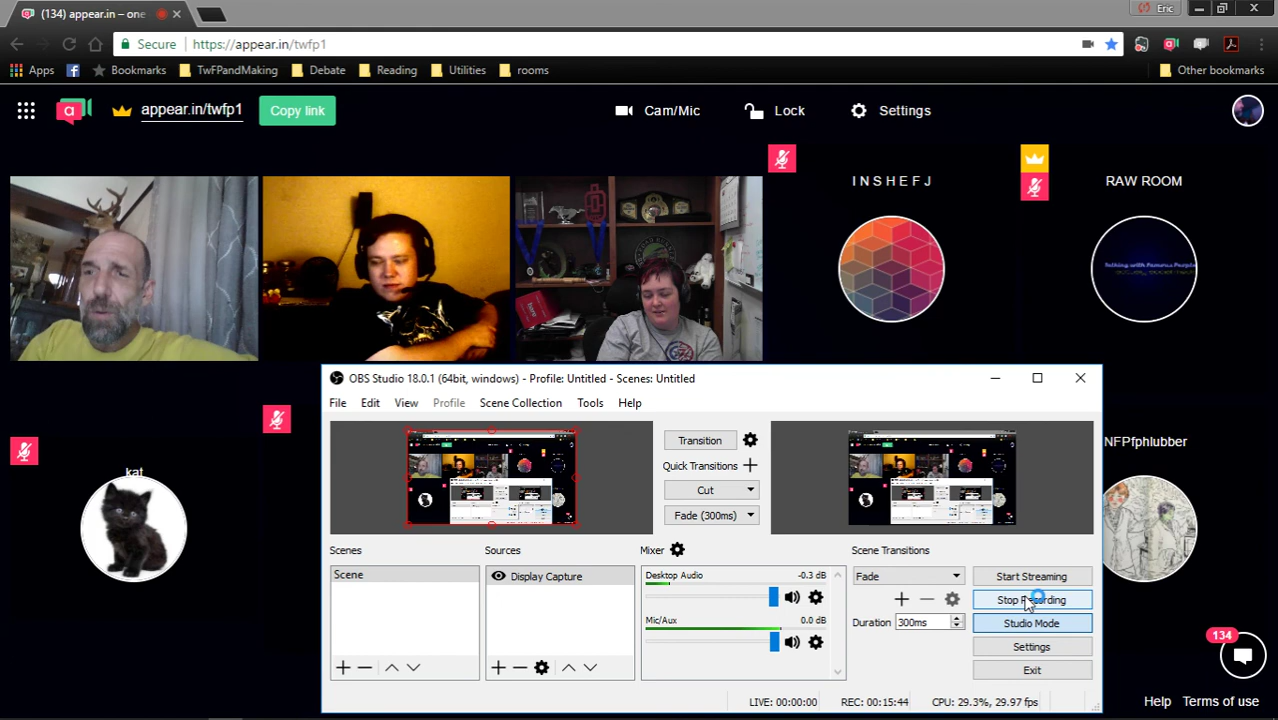 (134) appear.in – one
Eric
Secure
https://appear.in/twfp1
Apps
Bookmarks
TwFPandMaking
Debate
Reading
Utilities
rooms
Other bookmarks
appear.in/twfp1
Copy link
Cam/Mic
Lock
Settings
I N S H E F J
RAW ROOM
Talking with Famous People
kat
NFPfphlubber
OBS Studio 18.0.1 (64bit, windows) - Profile: Untitled - Scenes: Untitled
File
Edit
View
Profile
Scene Collection
Tools
Help
Transition
Quick Transitions
Cut
Fade (300ms)
Scenes
Sources
Mixer
Scene Transitions
Scene
Display Capture
Desktop Audio
-0.3 dB
Mic/Aux
0.0 dB
Fade
Duration
300ms
Start Streaming
Stop Recording
Studio Mode
Settings
Exit
LIVE: 00:00:00
REC: 00:15:44
CPU: 29.3%, 29.97 fps
134
Help
Terms of use